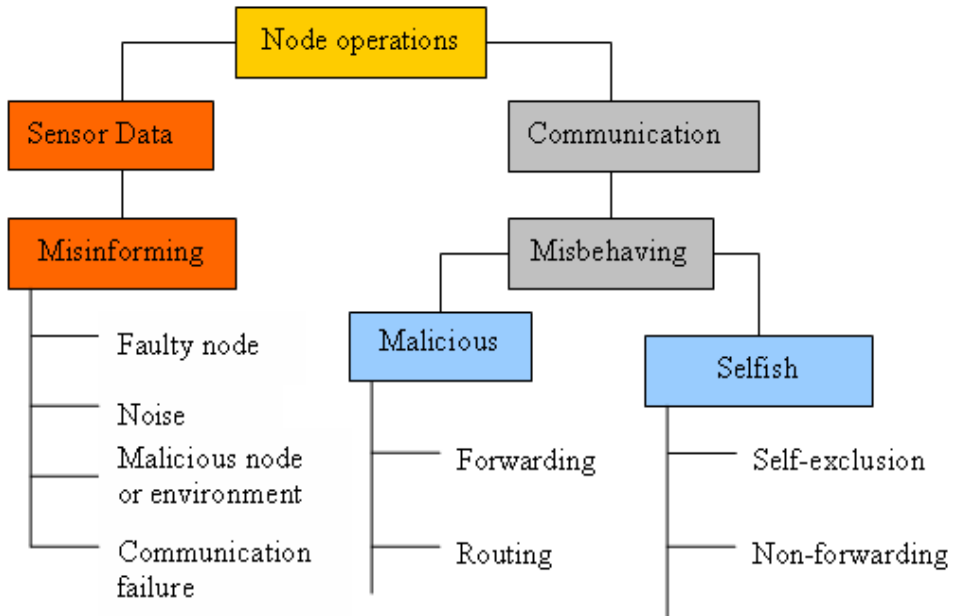 Node operations
Sensor Data
Communication
Misinforming
Misbehaving
Malicious
Selfish
Faulty node
Noise
Malicious node
or environment
Communication
failure
Forwarding
Routing
Self-exclusion
Non-forwarding